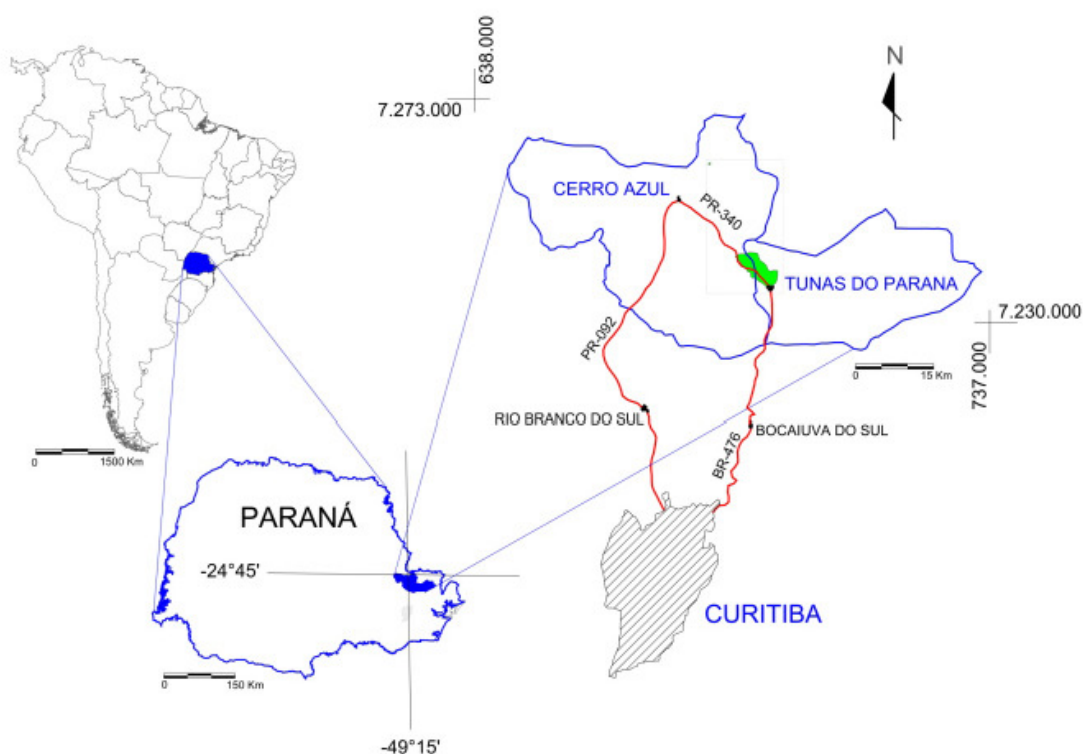 638.000
7.273.000
N
CERRO AZUL
PR-340
TUNAS DO PARANA
7.230.000
737.000
0 15 Km
PR-092
RIO BRANCO DO SUL
BOCAIUVA DO SUL
BR-476
CURITIBA
0 1500 Km
PARANÁ
-24°45'
0 150 Km
-49°15'